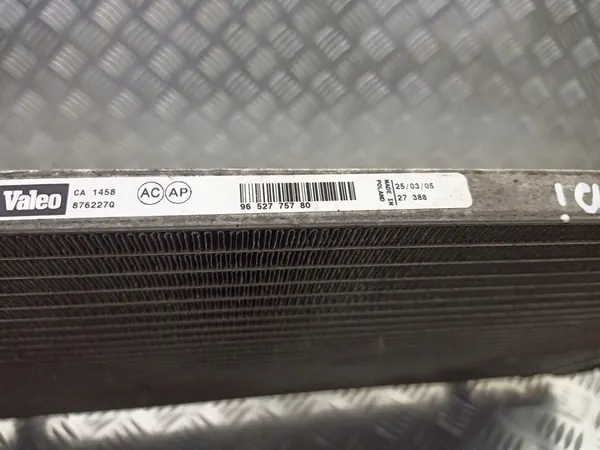 Valeo
CA 1458
876227Q
AC AP
96 527 757 80
MADE IN
POLAND
25/03/05
27 388